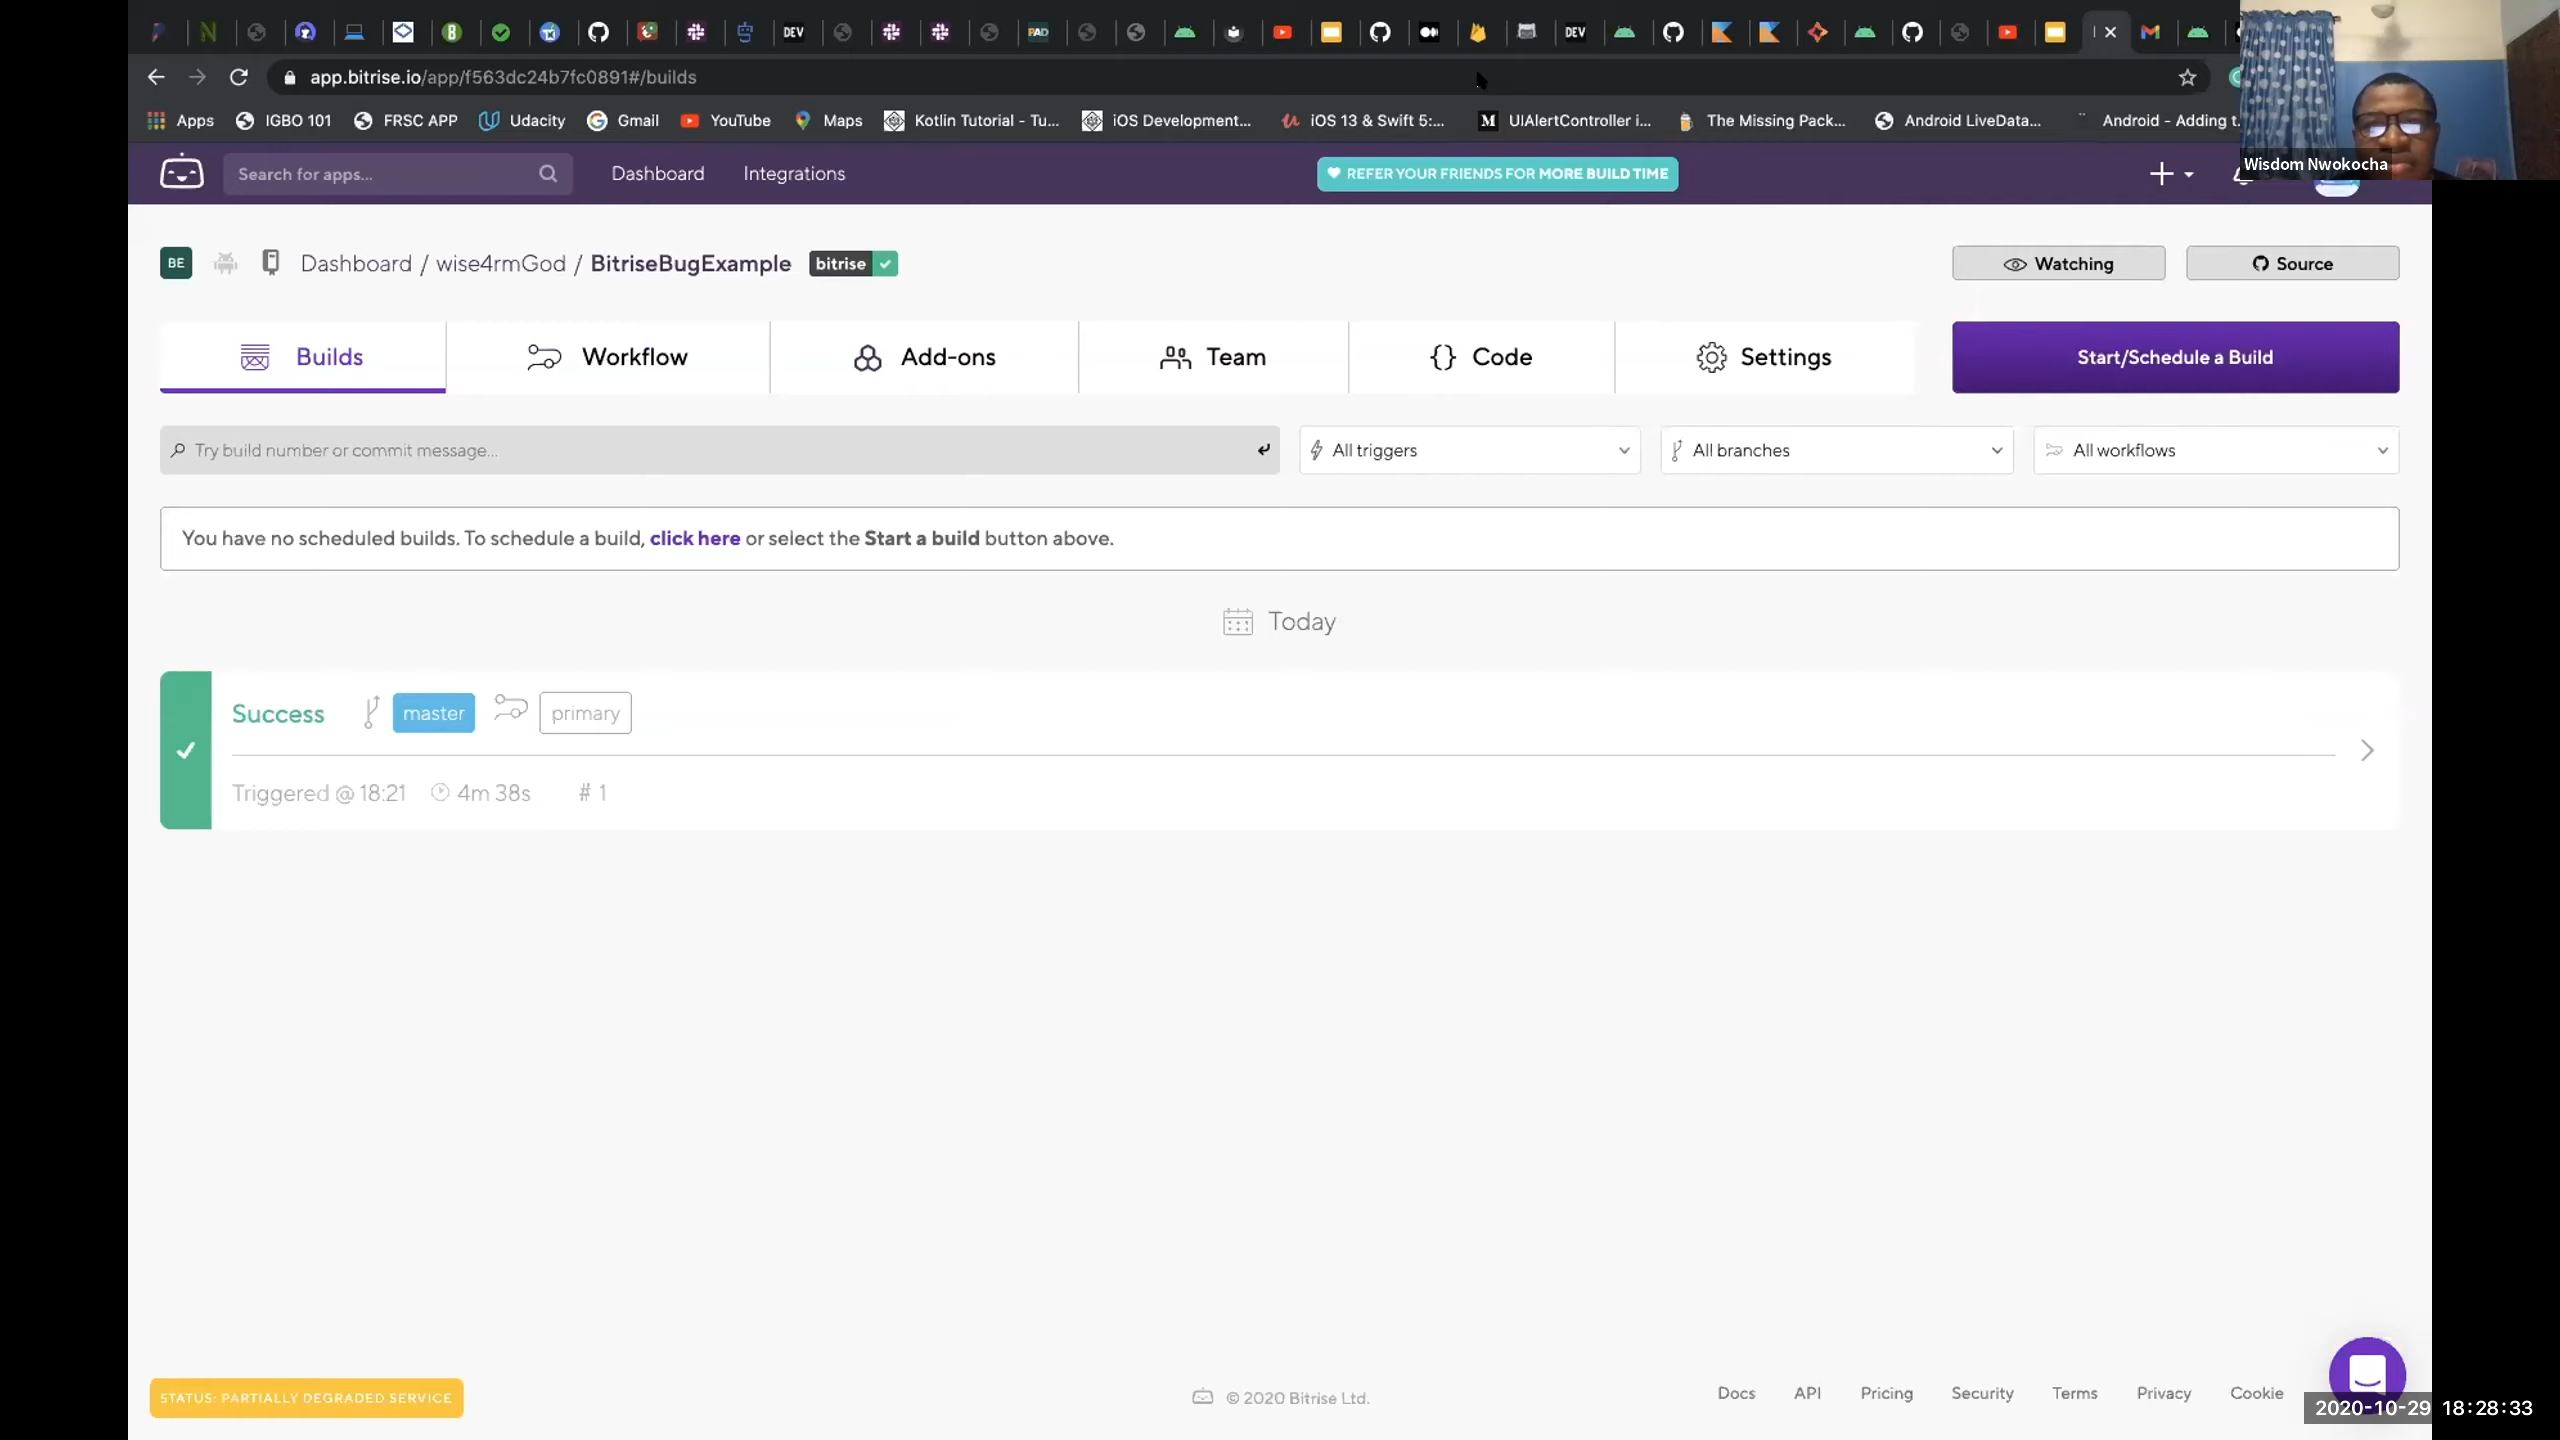 DEV
PAD
DEV
app.bitrise.io/app/f563dc24b7fc0891#/builds
Apps IGBO 101 FRSC APP Udacity Gmail YouTube Maps Kotlin Tutorial - Tu... iOS Development... iOS 13 & Swift 5:... UIAlertController i... The Missing Pack... Android LiveData... Android - Adding t.
Wisdom Nwokocha
Search for apps... Dashboard Integrations REFER YOUR FRIENDS FOR MORE BUILD TIME
BE Dashboard / wise4rmGod / BitriseBugExample bitrise Watching Source
Builds Workflow Add-ons Team Code Settings Start/Schedule a Build
Try build number or commit message... All triggers All branches All workflows
You have no scheduled builds. To schedule a build, click here or select the Start a build button above.
Today
Success master primary
Triggered @ 18:21 4m 38s # 1
STATUS: PARTIALLY DEGRADED SERVICE © 2020 Bitrise Ltd. Docs API Pricing Security Terms Privacy Cookie
2020-10-29 18:28:33